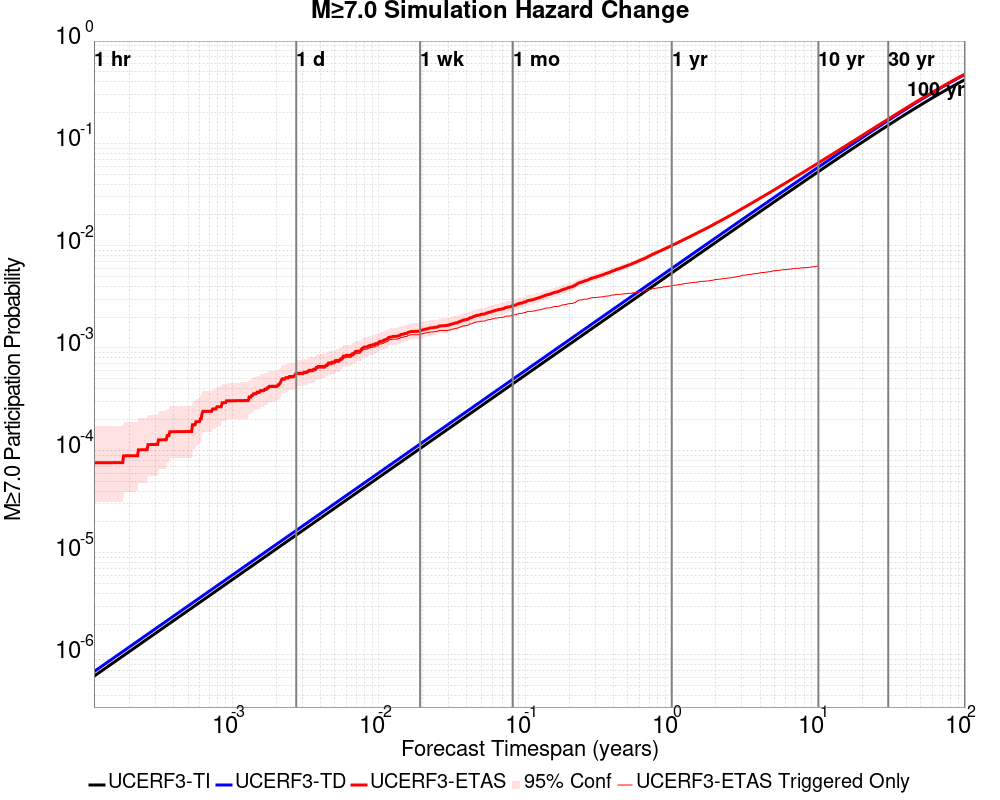 M≥7.0 Simulation Hazard Change
10^0
10^-1
10^-2
10^-3
10^-4
10^-5
10^-6
M≥7.0 Participation Probability
1 hr
1 d
1 wk
1 mo
1 yr
10 yr
30 yr
100 yr
10^-3
10^-2
10^-1
10^0
10^1
10^2
Forecast Timespan (years)
UCERF3-TI UCERF3-TD UCERF3-ETAS 95% Conf UCERF3-ETAS Triggered Only